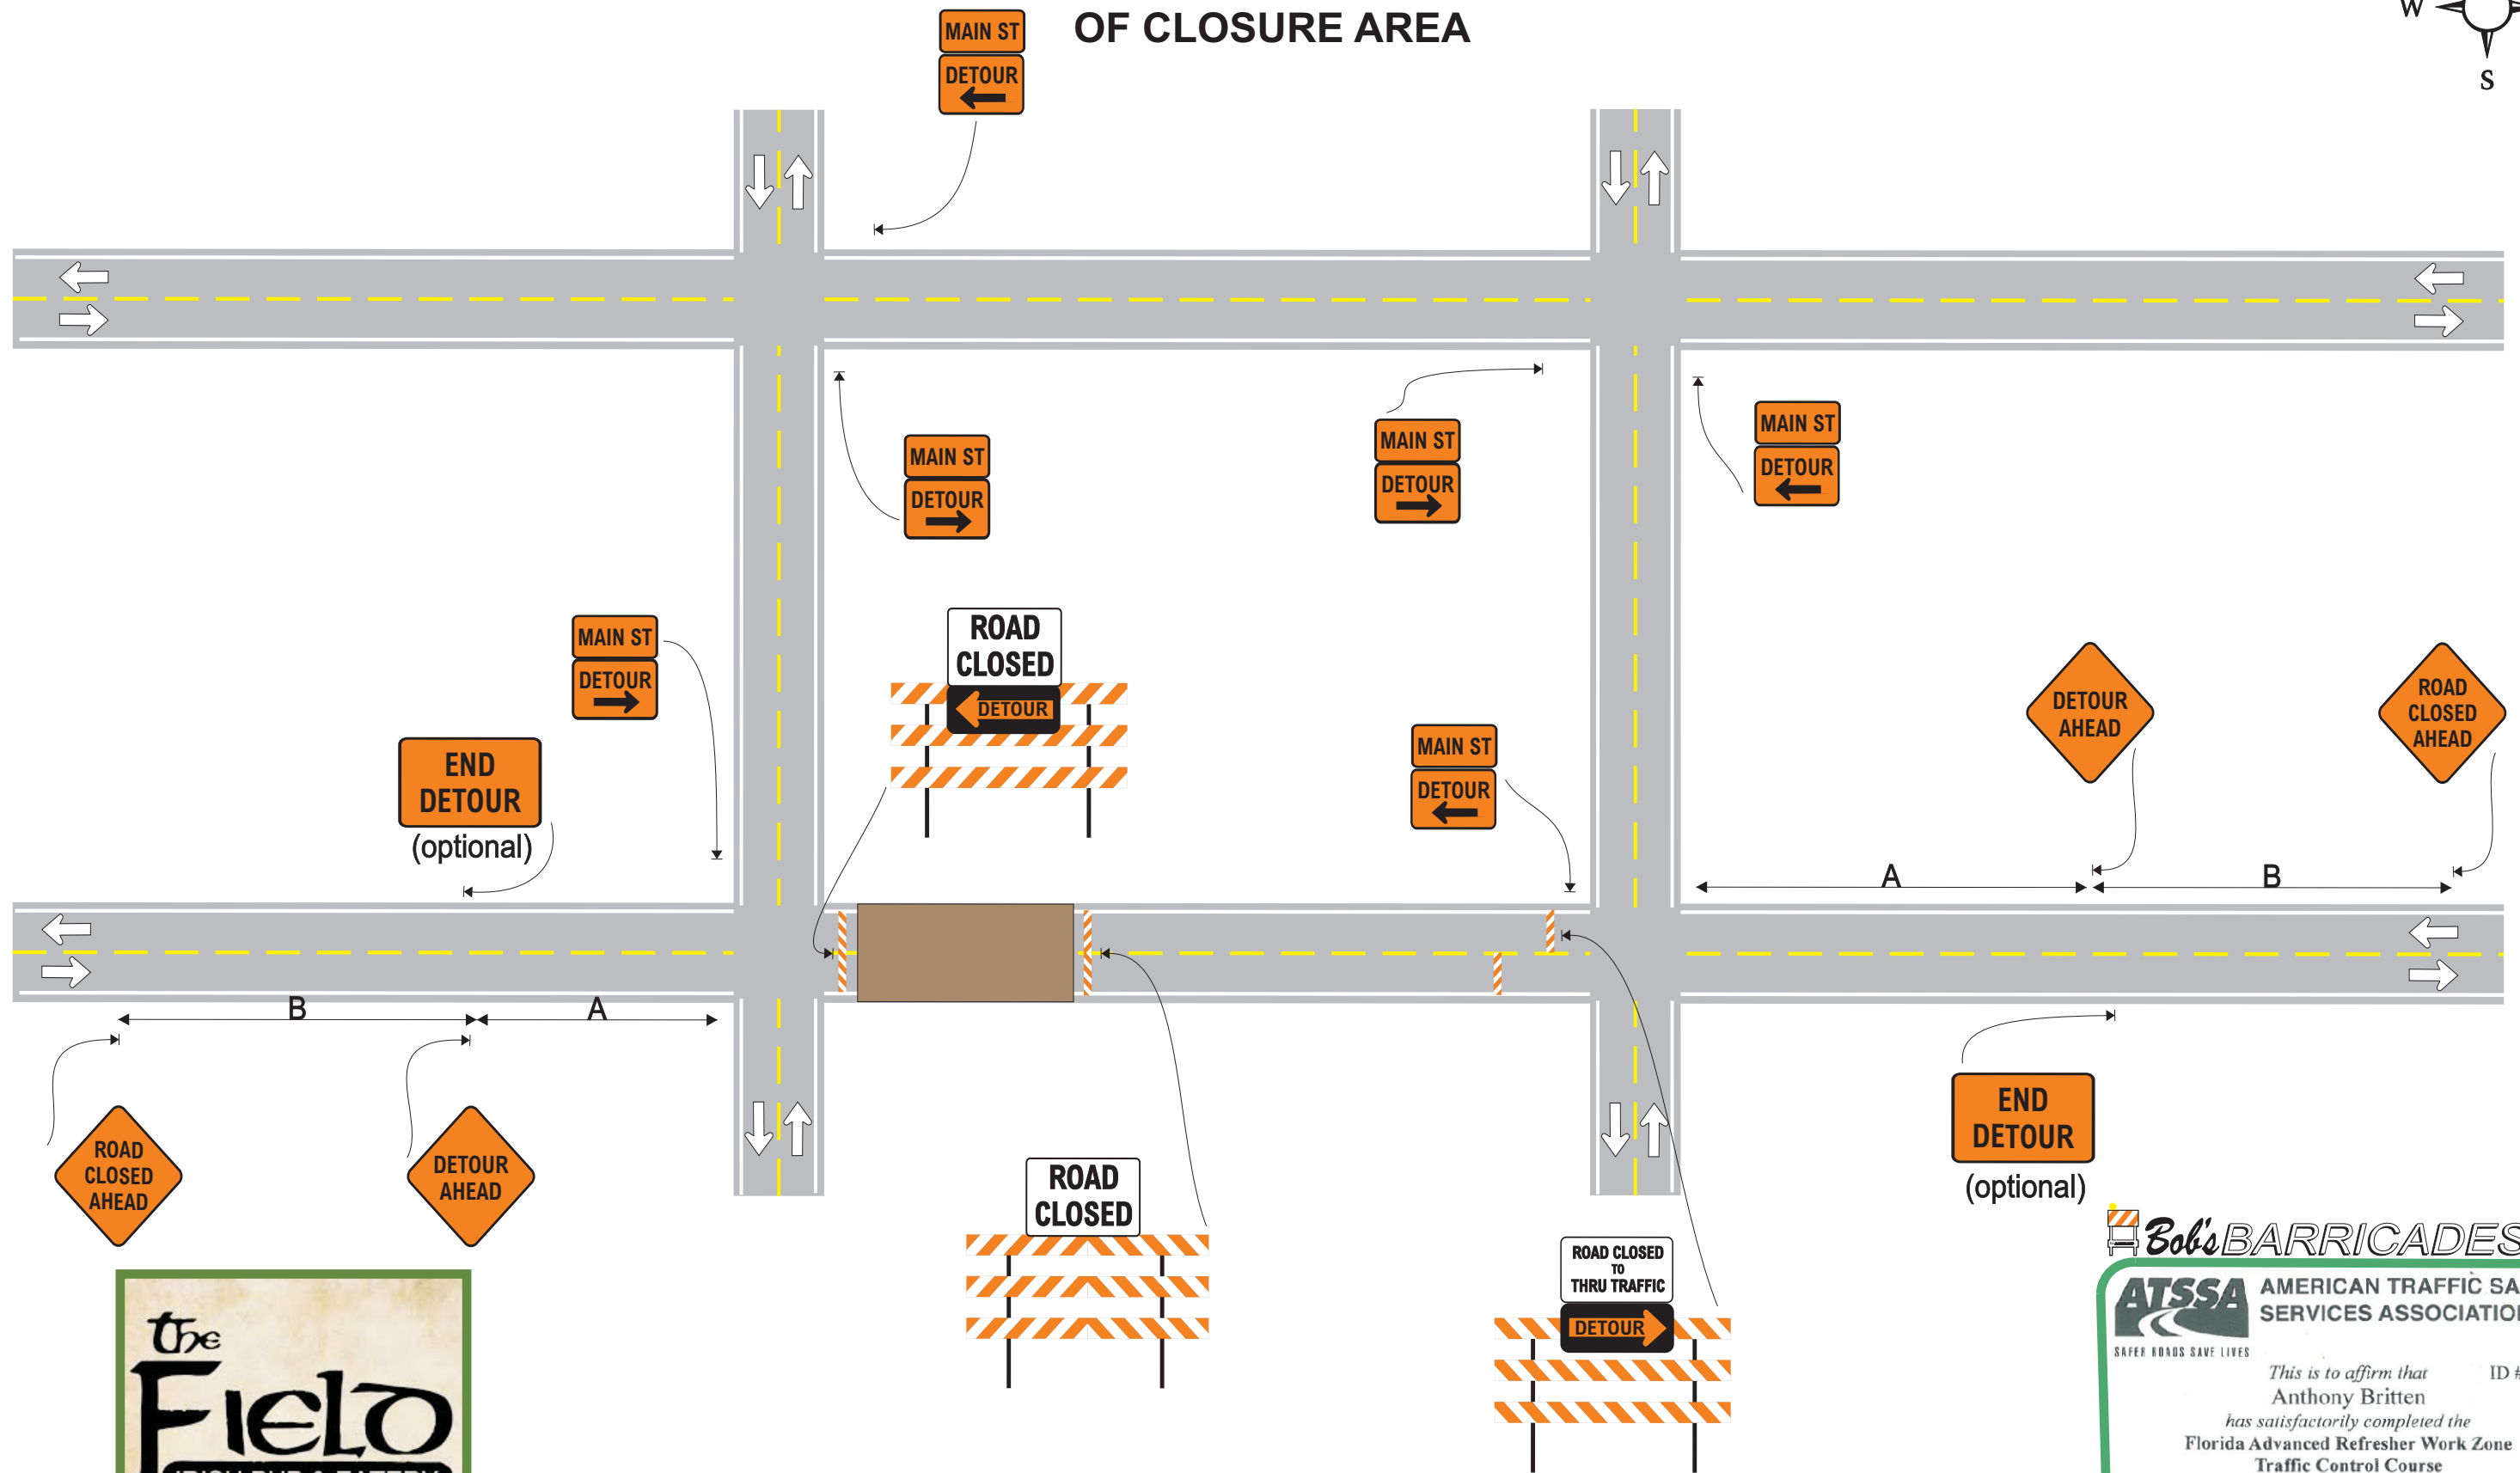 OF CLOSURE AREA
W
S
MAIN ST
DETOUR
MAIN ST
DETOUR
MAIN ST
DETOUR
MAIN ST
DETOUR
MAIN ST
DETOUR
ROAD
CLOSED
DETOUR
END
DETOUR
(optional)
MAIN ST
DETOUR
DETOUR
AHEAD
ROAD
CLOSED
AHEAD
A
B
B
A
ROAD
CLOSED
AHEAD
DETOUR
AHEAD
ROAD
CLOSED
ROAD CLOSED
TO
THRU TRAFFIC
DETOUR
END
DETOUR
(optional)
the
Field
Bob's BARRICADES
ATSSA
SAFER ROADS SAVE LIVES
AMERICAN TRAFFIC SA
SERVICES ASSOCIATION
This is to affirm that ID #
Anthony Britten
has satisfactorily completed the
Florida Advanced Refresher Work Zone
Traffic Control Course